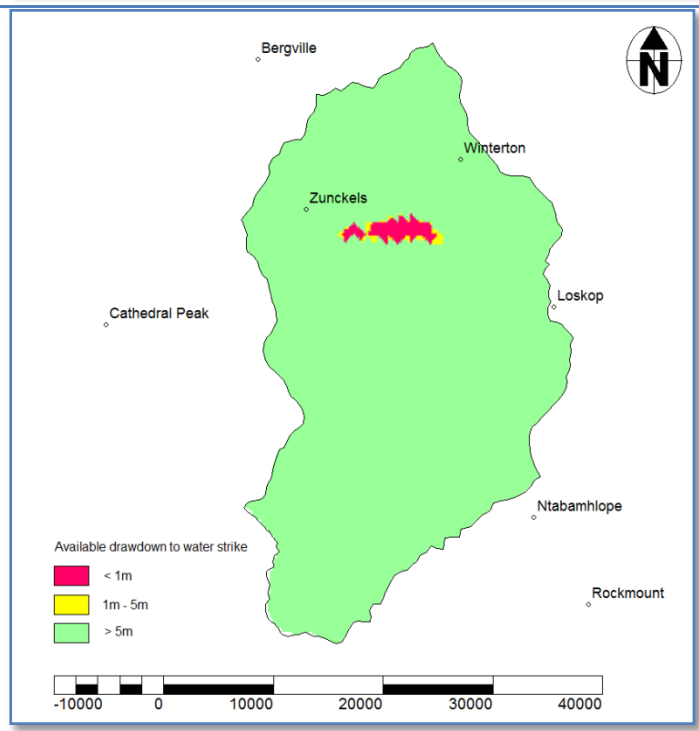 Bergville
N
Winterton
Zunckels
Loskop
Cathedral Peak
Ntabamhlope
Available drawdown to water strike
< 1m
1m - 5m
> 5m
Rockmount
-10000 0 10000 20000 30000 40000